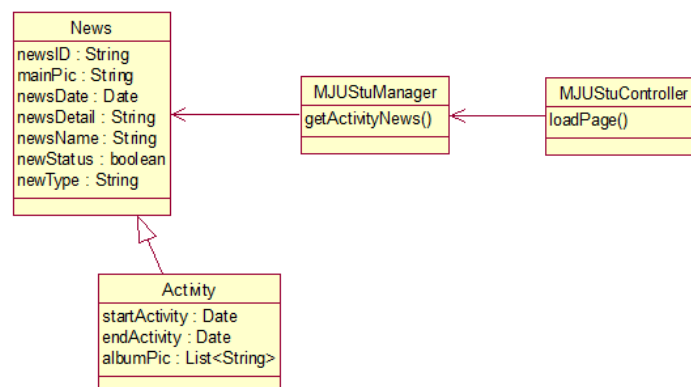 News
newsID : String
mainPic : String
newsDate : Date
newsDetail : String
newsName : String
newStatus : boolean
newType : String
MJUStuManager
getActivityNews()
MJUStuController
loadPage()
Activity
startActivity : Date
endActivity : Date
albumPic : List<String>